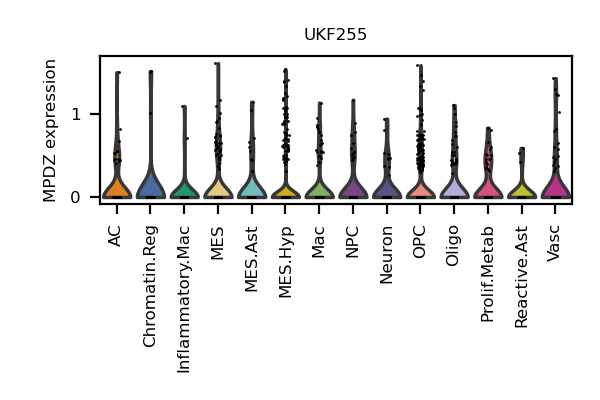 UKF255
MPDZ expression
1
0
AC
Chromatin.Reg
Inflammatory.Mac
MES
MES.Ast
MES.Hyp
Mac
NPC
Neuron
OPC
Oligo
Prolif.Metab
Reactive.Ast
Vasc